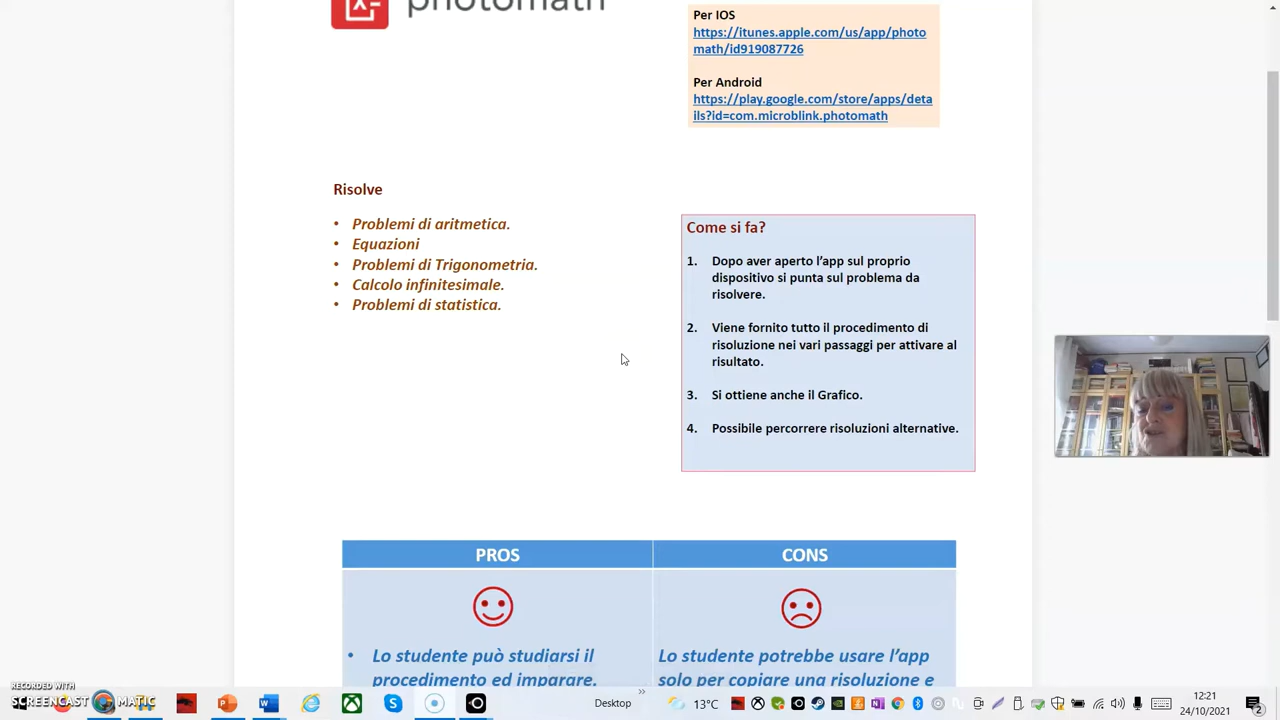 photomath
Per IOS
https://itunes.apple.com/us/app/photo
math/id919087726
Per Android
https://play.google.com/store/apps/deta
ils?id=com.microblink.photomath
Risolve
• Problemi di aritmetica.
• Equazioni
• Problemi di Trigonometria.
• Calcolo infinitesimale.
• Problemi di statistica.
Come si fa?
1. Dopo aver aperto l'app sul proprio
dispositivo si punta sul problema da
risolvere.
2. Viene fornito tutto il procedimento di
risoluzione nei vari passaggi per attivare al
risultato.
3. Si ottiene anche il Grafico.
4. Possibile percorrere risoluzioni alternative.
PROS
CONS
• Lo studente può studiarsi il
procedimento ed imparare.
Lo studente potrebbe usare l'app
solo per copiare una risoluzione e
RECORDED WITH
SCREENCAST MATIC
Desktop
13°C
12:21
24/10/2021
2